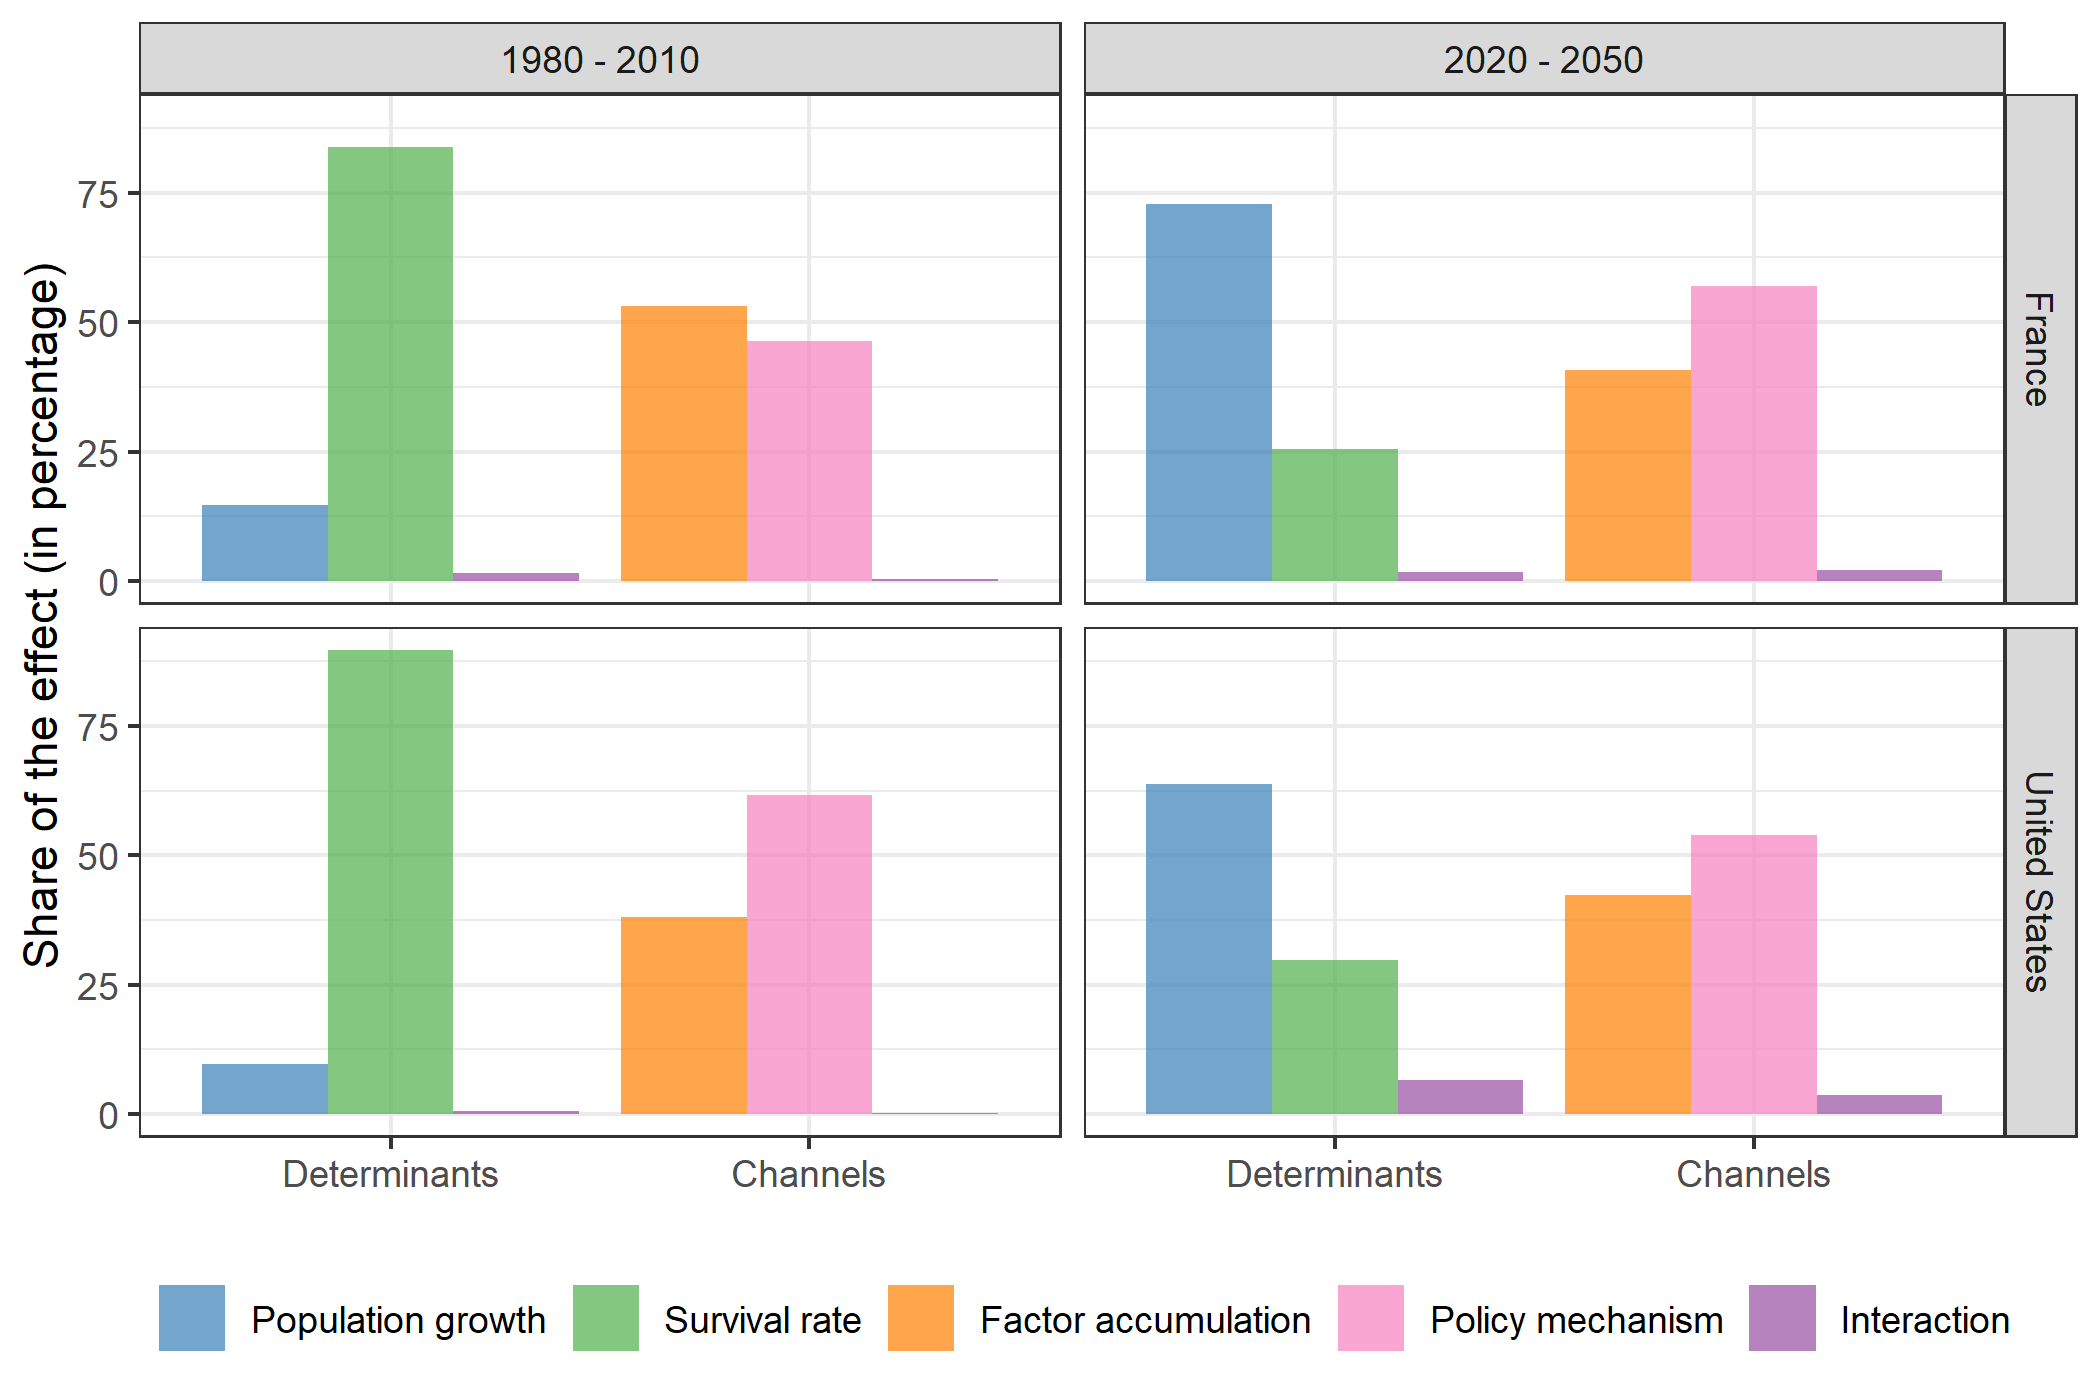 1980 - 2010
2020 - 2050
Share of the effect (in percentage)
75
50
25
0
France
75
50
25
0
United States
Determinants
Channels
Determinants
Channels
Population growth
Survival rate
Factor accumulation
Policy mechanism
Interaction